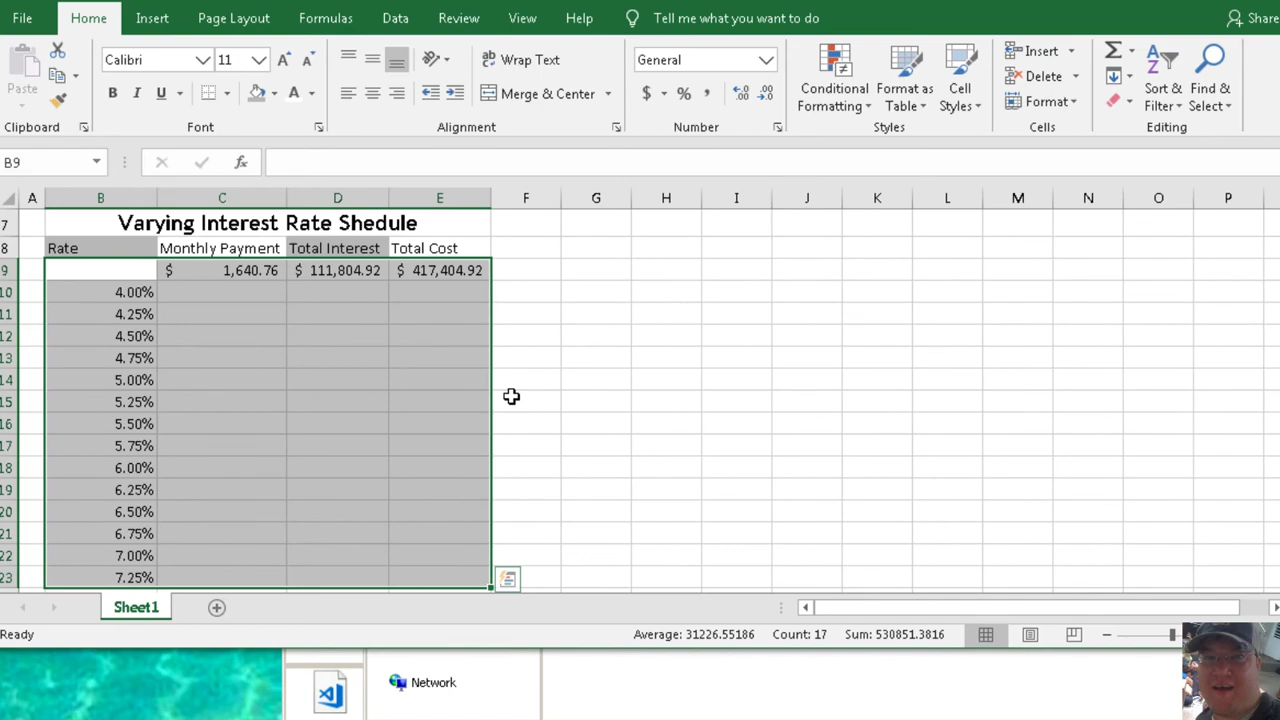 File Home Insert Page Layout Formulas Data Review View Help Tell me what you want to do Share
Calibri 11 Wrap Text General Insert
Paste Conditional Format as Cell Delete Sort & Find &
B I U A Merge & Center $ % , Formatting Table Styles Format Filter Select
Clipboard Font Alignment Number Styles Cells Editing
B9 fx
A B C D E F G H I J K L M N O P
7 Varying Interest Rate Shedule
8 Rate Monthly Payment Total Interest Total Cost
9 $ 1,640.76 $ 111,804.92 $ 417,404.92
10 4.00%
11 4.25%
12 4.50%
13 4.75%
14 5.00%
15 5.25%
16 5.50%
17 5.75%
18 6.00%
19 6.25%
20 6.50%
21 6.75%
22 7.00%
23 7.25%
Sheet1
Ready Average: 31226.55186 Count: 17 Sum: 530851.3816
Network